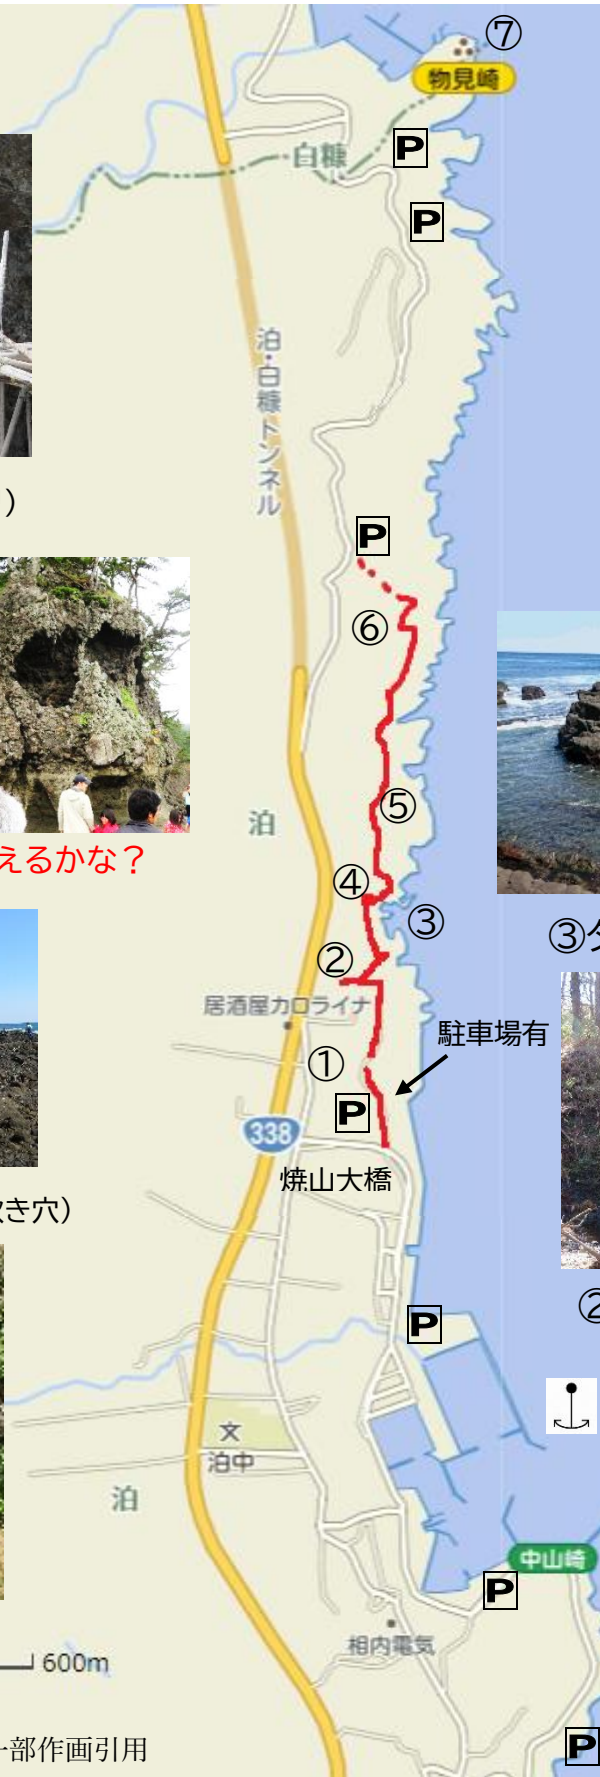 ⑦
物見崎
P
白糠
P
泊・白糠トンネル
)
P
⑥
⑤
泊
えるかな？
④
③
③タ
②
居酒屋カロライナ
駐車場有
①
P
338
焼山大橋
き穴)
②
P
文
泊中
泊
中山崎
P
相内電気
600m
一部作画引用
P